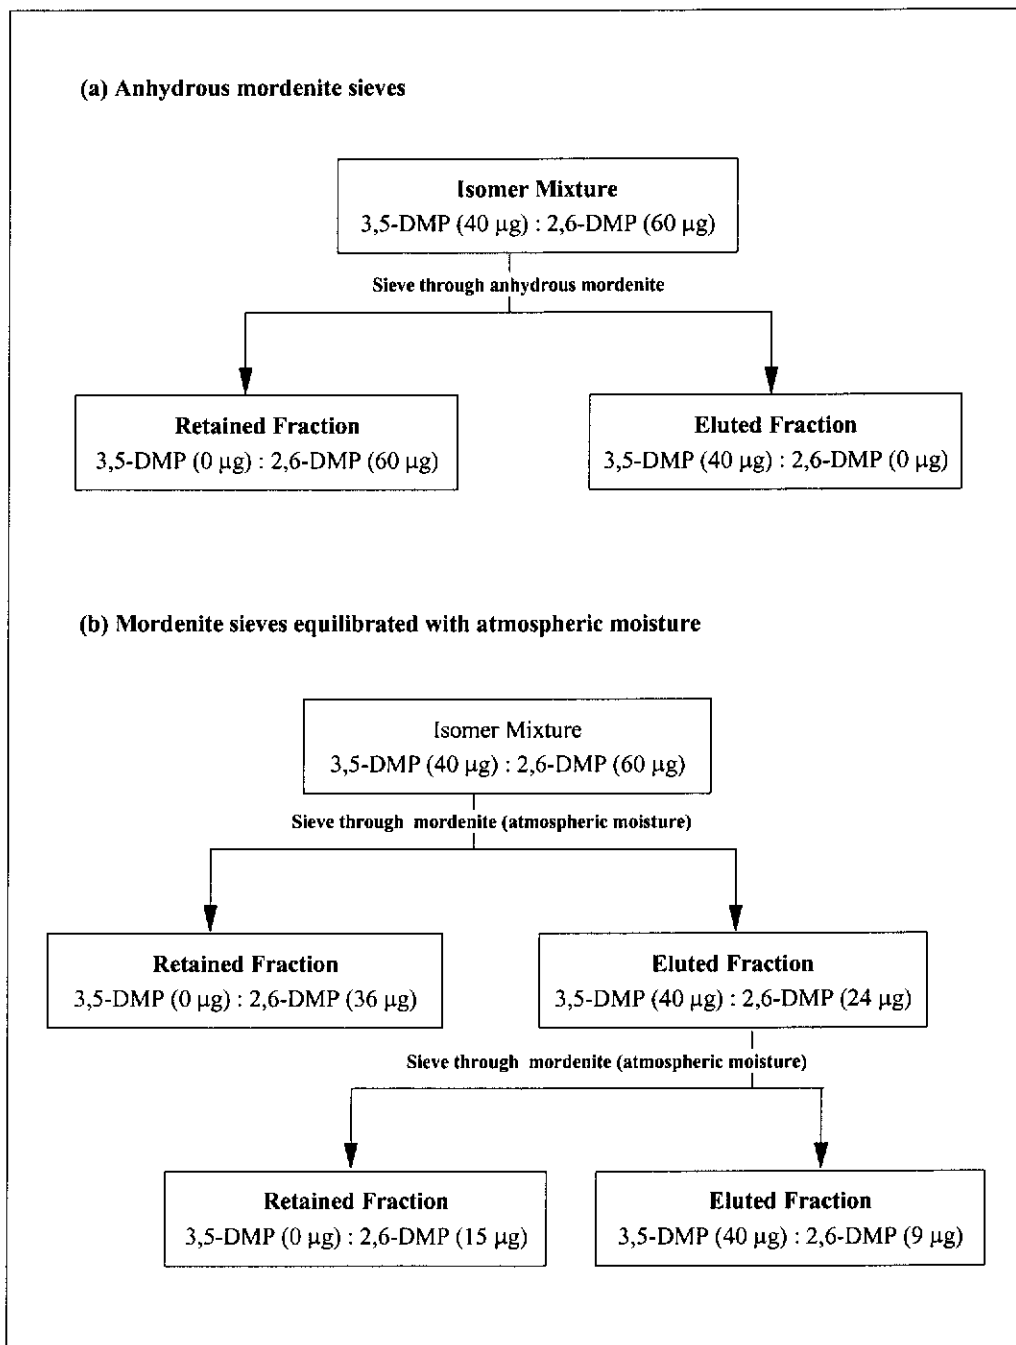 (a) Anhydrous mordenite sieves
Isomer Mixture
3,5-DMP (40 µg) : 2,6-DMP (60 µg)
Sieve through anhydrous mordenite
Retained Fraction
3,5-DMP (0 µg) : 2,6-DMP (60 µg)
Eluted Fraction
3,5-DMP (40 µg) : 2,6-DMP (0 µg)
(b) Mordenite sieves equilibrated with atmospheric moisture
Isomer Mixture
3,5-DMP (40 µg) : 2,6-DMP (60 µg)
Sieve through mordenite (atmospheric moisture)
Retained Fraction
3,5-DMP (0 µg) : 2,6-DMP (36 µg)
Eluted Fraction
3,5-DMP (40 µg) : 2,6-DMP (24 µg)
Sieve through mordenite (atmospheric moisture)
Retained Fraction
3,5-DMP (0 µg) : 2,6-DMP (15 µg)
Eluted Fraction
3,5-DMP (40 µg) : 2,6-DMP (9 µg)